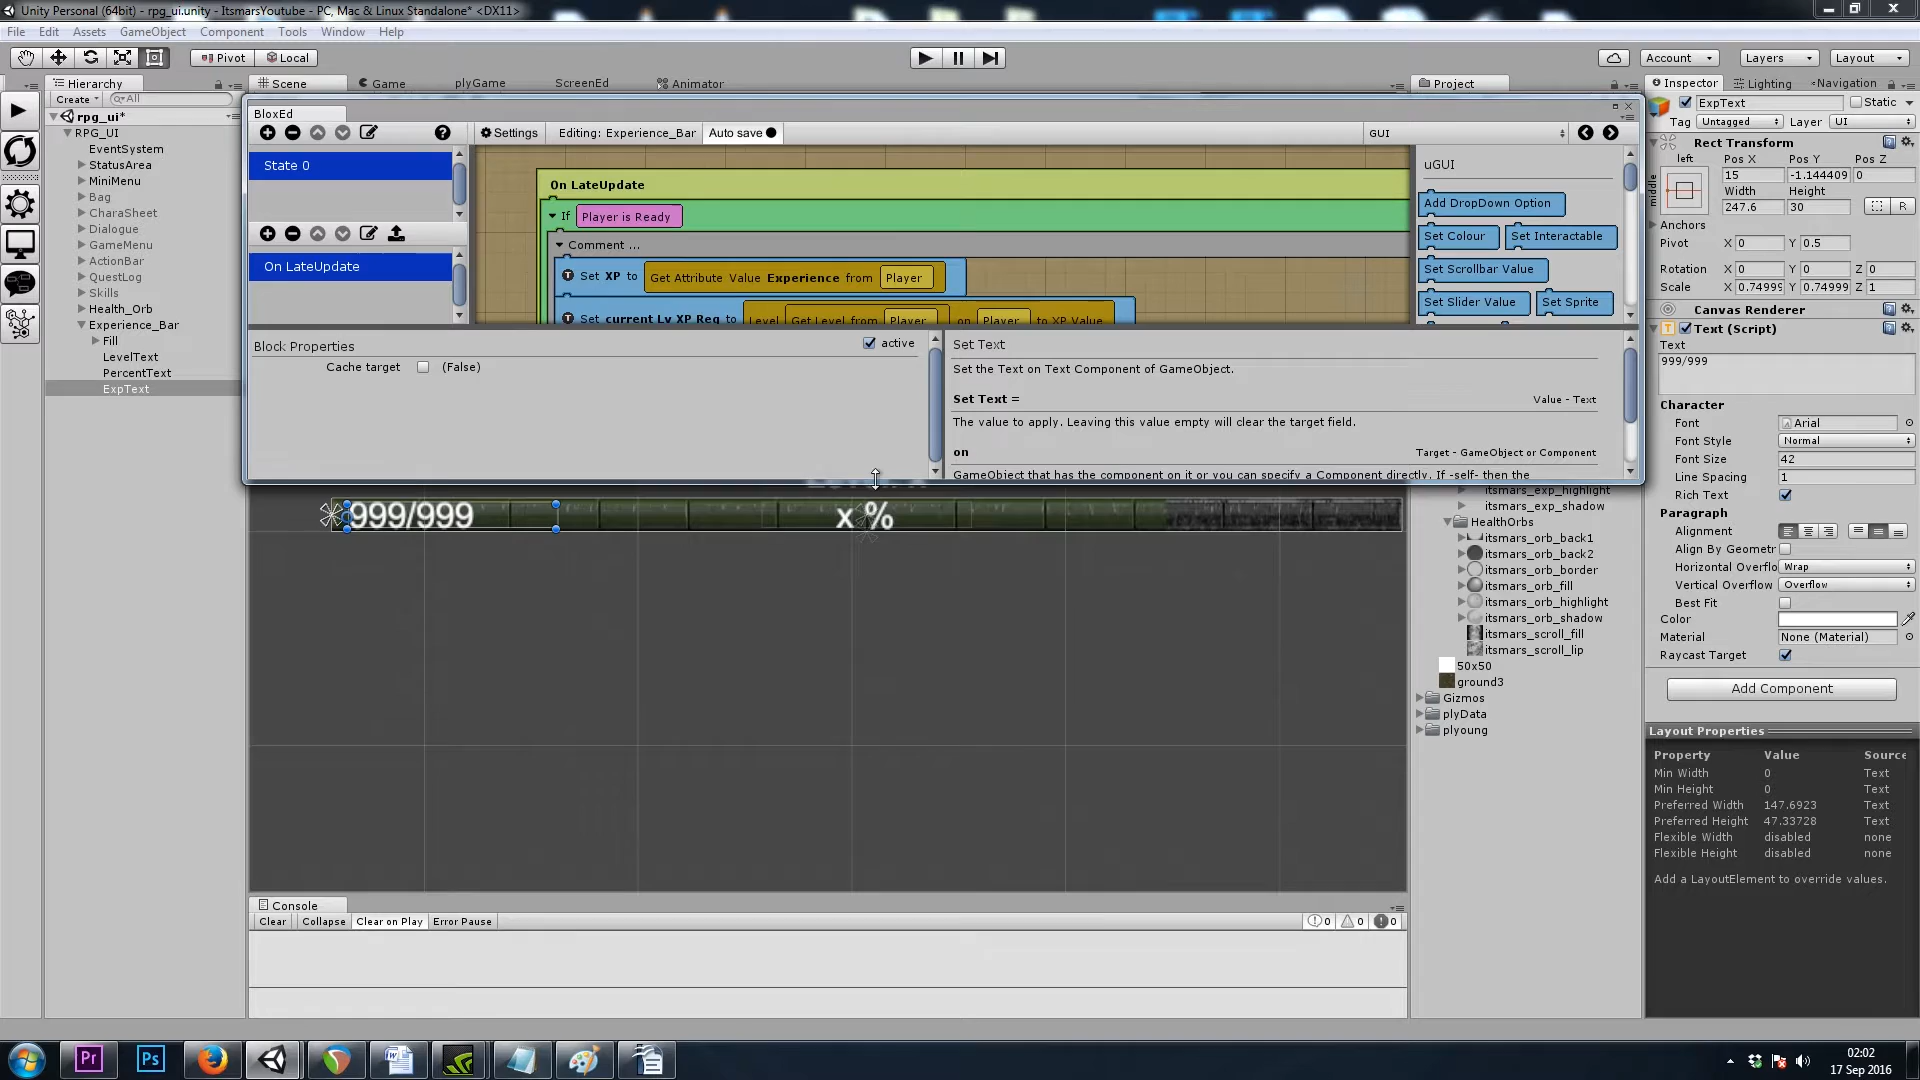 Unity Personal (64bit) - rpg_ui.unity - ItsmarsYoutube - PC, Mac & Linux Standalone* <DX11>
File Edit Assets GameObject Component Tools Window Help
Pivot Local Account Layers Layout
Hierarchy Scene Game plyGame ScreenEd Animator Project Inspector Lighting Navigation
Create All
rpg_ui*
RPG_UI
EventSystem
StatusArea
MiniMenu
Bag
CharaSheet
Dialogue
GameMenu
ActionBar
QuestLog
Skills
Health_Orb
Experience_Bar
Fill
LevelText
PercentText
ExpText
BloxEd
Settings Editing: Experience_Bar Auto save GUI
State 0
On LateUpdate
On LateUpdate
If Player is Ready
Comment ...
Set XP to Get Attribute Value Experience from Player
Set current Lv XP Req to Level Get Level from Player on Player to XP Value
uGUI
Add DropDown Option
Set Colour Set Interactable
Set Scrollbar Value
Set Slider Value Set Sprite
Block Properties active
Cache target (False)
Set Text
Set the Text on Text Component of GameObject.
Set Text = Value - Text
The value to apply. Leaving this value empty will clear the target field.
on Target - GameObject or Component
GameObject that has the component on it or you can specify a Component directly. If -self- then the
999/999 x %
itsmars_exp_highlight
itsmars_exp_shadow
HealthOrbs
itsmars_orb_back1
itsmars_orb_back2
itsmars_orb_border
itsmars_orb_fill
itsmars_orb_highlight
itsmars_orb_shadow
itsmars_scroll_fill
itsmars_scroll_lip
50x50
ground3
Gizmos
plyData
plyoung
ExpText Static
Tag Untagged Layer UI
Rect Transform
left Pos X Pos Y Pos Z
middle 15 -1.144409 0
Width Height
247.6 30 R
Anchors
Pivot X 0 Y 0.5
Rotation X 0 Y 0 Z 0
Scale X 0.74999 Y 0.74999 Z 1
Canvas Renderer
Text (Script)
Text
999/999
Character
Font Arial
Font Style Normal
Font Size 42
Line Spacing 1
Rich Text
Paragraph
Alignment
Align By Geometr
Horizontal Overflo Wrap
Vertical Overflow Overflow
Best Fit
Color
Material None (Material)
Raycast Target
Add Component
Layout Properties
Property Value Source
Min Width 0 Text
Min Height 0 Text
Preferred Width 147.6923 Text
Preferred Height 47.33728 Text
Flexible Width disabled none
Flexible Height disabled none
Add a LayoutElement to override values.
Console
Clear Collapse Clear on Play Error Pause 0 0 0
Pr Ps
02:02
17 Sep 2016